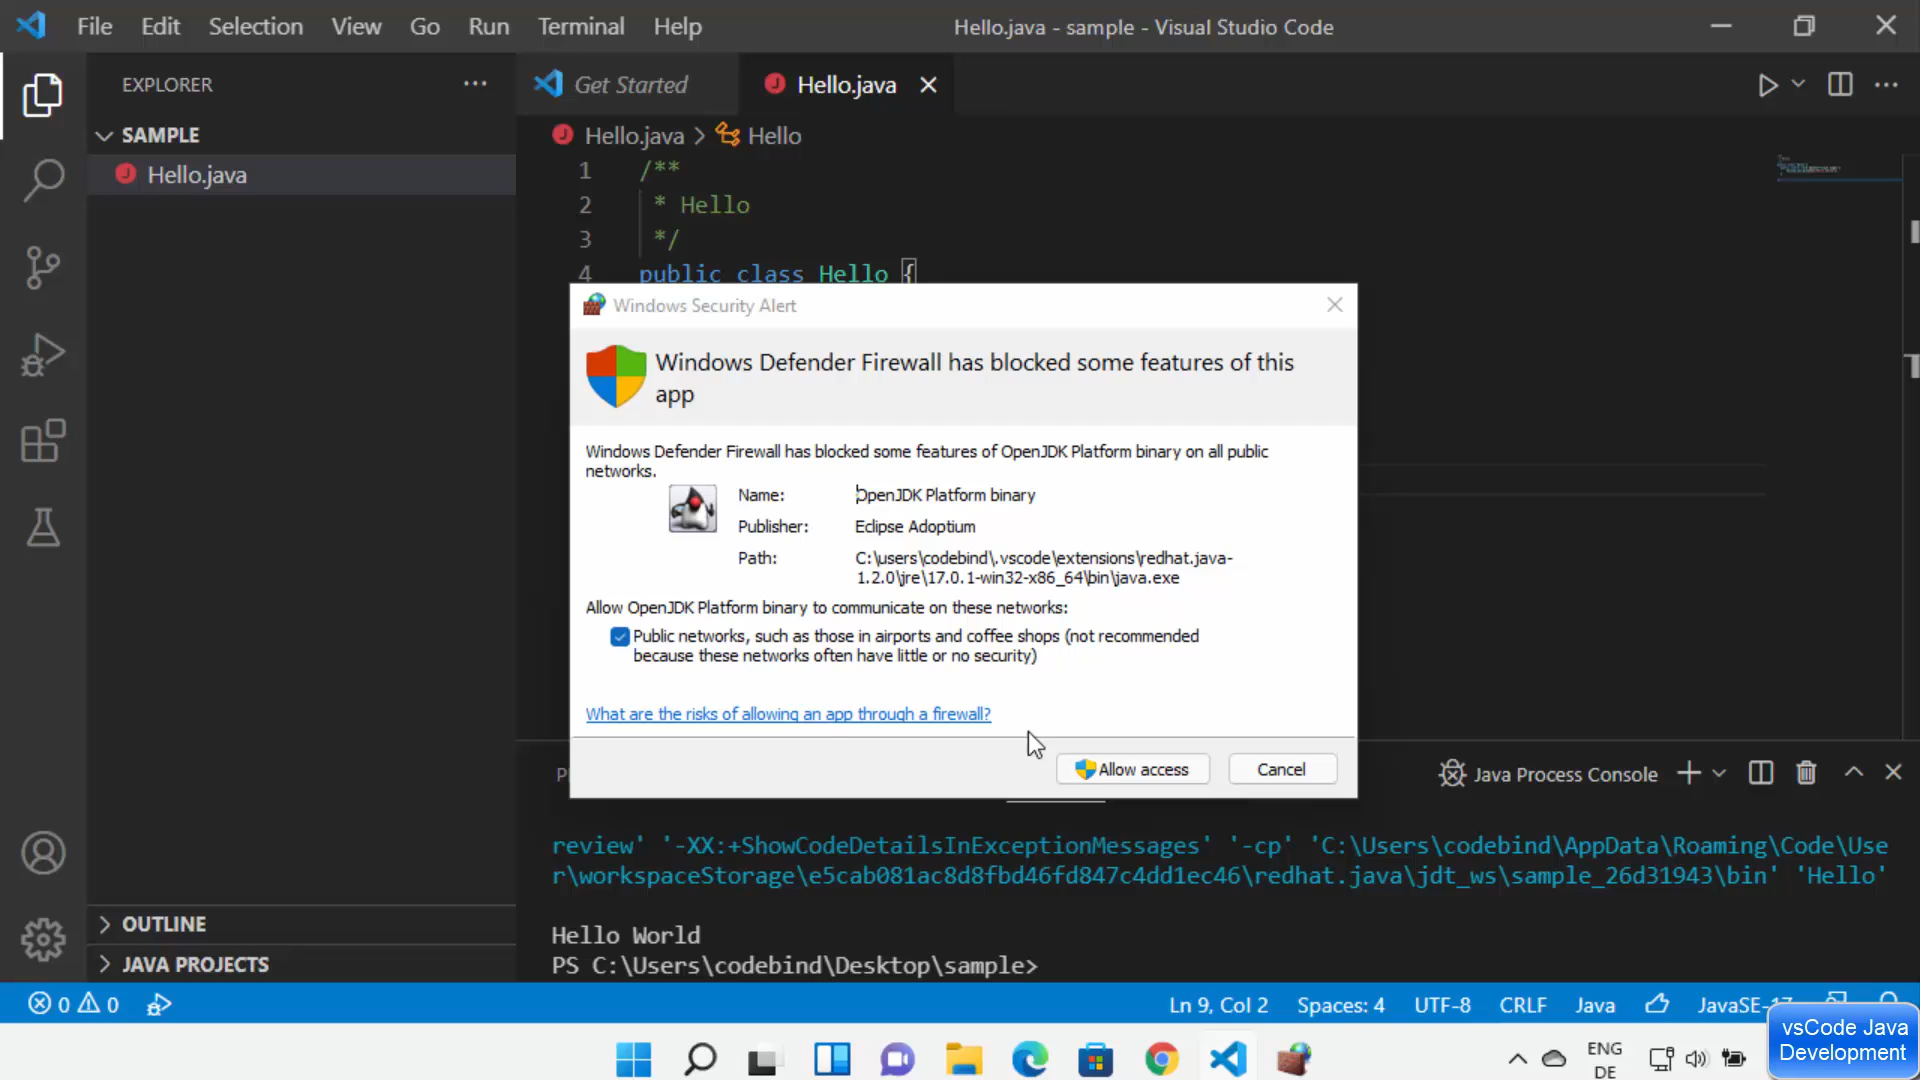 File Edit Selection View Go Run Terminal Help
Hello.java - sample - Visual Studio Code
EXPLORER
Get Started
Hello.java
SAMPLE
Hello.java > Hello
Hello.java
1 /**
2 * Hello
3 */
4 public class Hello {
Windows Security Alert
Windows Defender Firewall has blocked some features of this
app
Windows Defender Firewall has blocked some features of OpenJDK Platform binary on all public
networks.
Name: OpenJDK Platform binary
Publisher: Eclipse Adoptium
Path: C:\users\codebind\.vscode\extensions\redhat.java-
1.2.0\jre\17.0.1-win32-x86_64\bin\java.exe
Allow OpenJDK Platform binary to communicate on these networks:
Public networks, such as those in airports and coffee shops (not recommended
because these networks often have little or no security)
What are the risks of allowing an app through a firewall?
Allow access
Cancel
Java Process Console
review' '-XX:+ShowCodeDetailsInExceptionMessages' '-cp' 'C:\Users\codebind\AppData\Roaming\Code\Use
r\workspaceStorage\e5cab081ac8d8fbd46fd847c4dd1ec46\redhat.java\jdt_ws\sample_26d31943\bin' 'Hello'
Hello World
PS C:\Users\codebind\Desktop\sample>
OUTLINE
JAVA PROJECTS
0 0
Ln 9, Col 2 Spaces: 4 UTF-8 CRLF Java JavaSE-17
vsCode Java
Development
ENG
DE